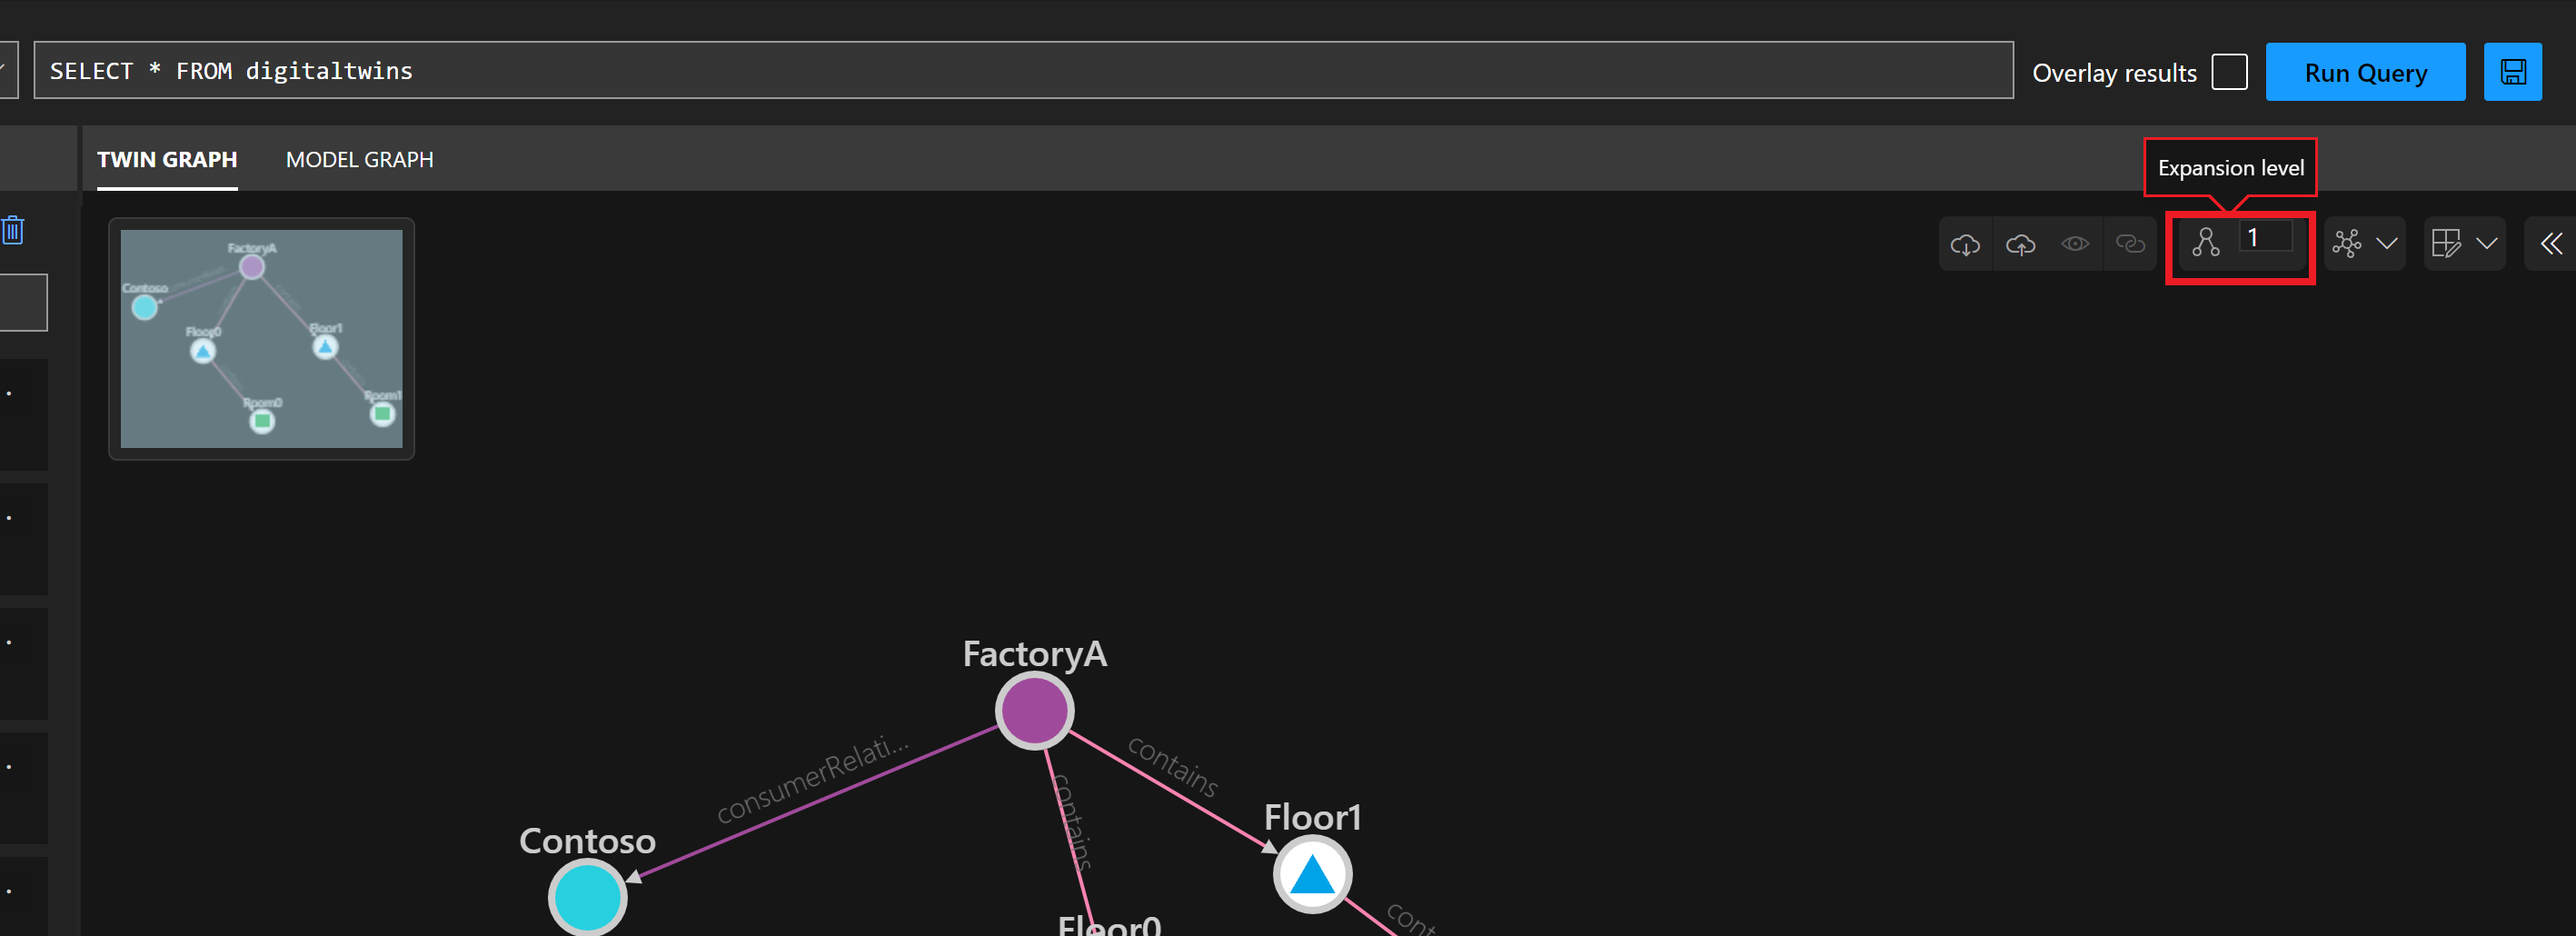 SELECT * FROM digitaltwins
Overlay results
Run Query
TWIN GRAPH
MODEL GRAPH
Expansion level
1
FactoryA
Contoso
Floor0
Floor1
Room0
Room1
FactoryA
consumerRelati...
contains
contains
Floor1
Contoso
Floor0
cont